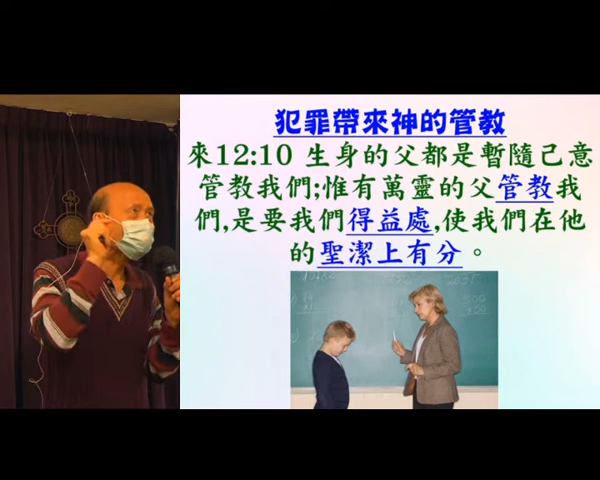 犯罪帶來神的管教
來12:10 生身的父都是暫隨己意
管教我們;惟有萬靈的父管教我
們,是要我們得益處,使我們在他
的聖潔上有分。